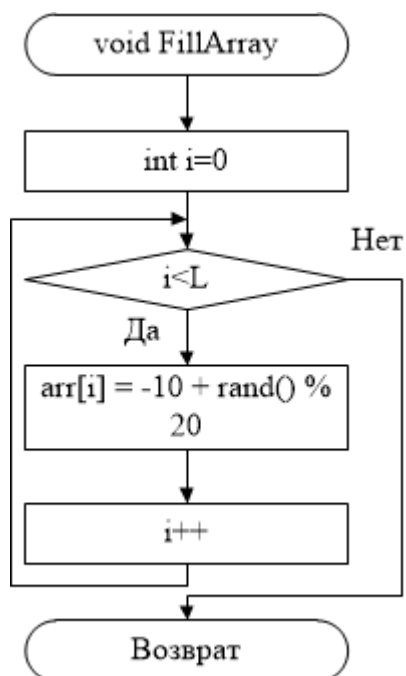 void FillArray
int i=0
Нет
i<L
Да
arr[i] = -10 + rand() %
20
i++
Возврат